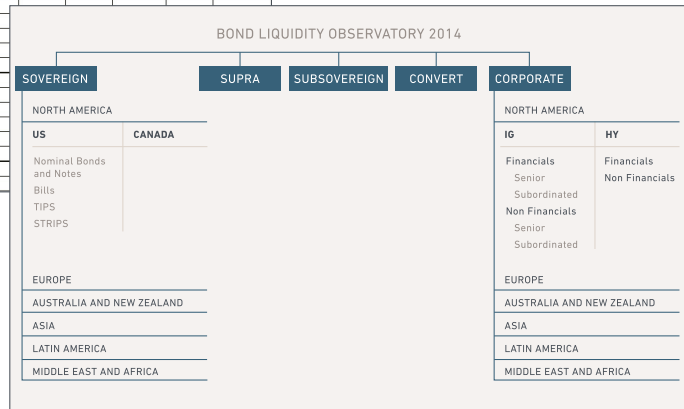 BOND LIQUIDITY OBSERVATORY 2014
SOVEREIGN
SUPRA
SUBSOVEREIGN
CONVERT
CORPORATE
NORTH AMERICA
US
CANADA
Nominal Bonds
and Notes
Bills
TIPS
STRIPS
EUROPE
AUSTRALIA AND NEW ZEALAND
ASIA
LATIN AMERICA
MIDDLE EAST AND AFRICA
NORTH AMERICA
IG
HY
Financials
Senior
Subordinated
Non Financials
Senior
Subordinated
Financials
Non Financials
EUROPE
AUSTRALIA AND NEW ZEALAND
ASIA
LATIN AMERICA
MIDDLE EAST AND AFRICA